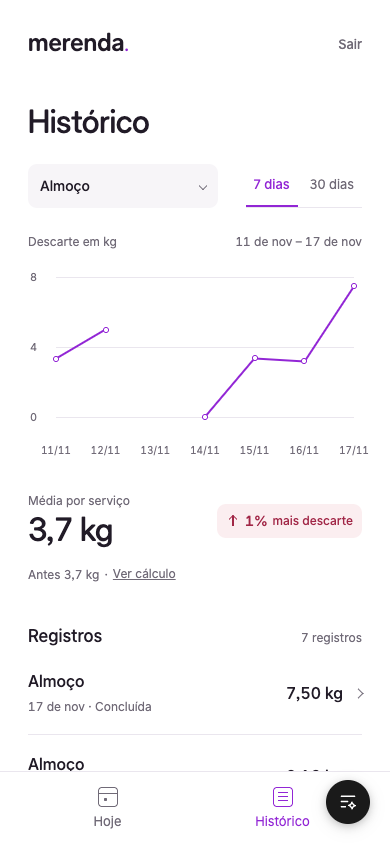 merenda.
Sair
Histórico
Almoço
7 dias
30 dias
Descarte em kg
11 de nov – 17 de nov
8
4
0
11/11
12/11
13/11
14/11
15/11
16/11
17/11
Média por serviço
3,7 kg
↑ 1% mais descarte
Antes 3,7 kg · Ver cálculo
Registros
7 registros
Almoço
7,50 kg
17 de nov · Concluída
Almoço
Hoje
Histórico